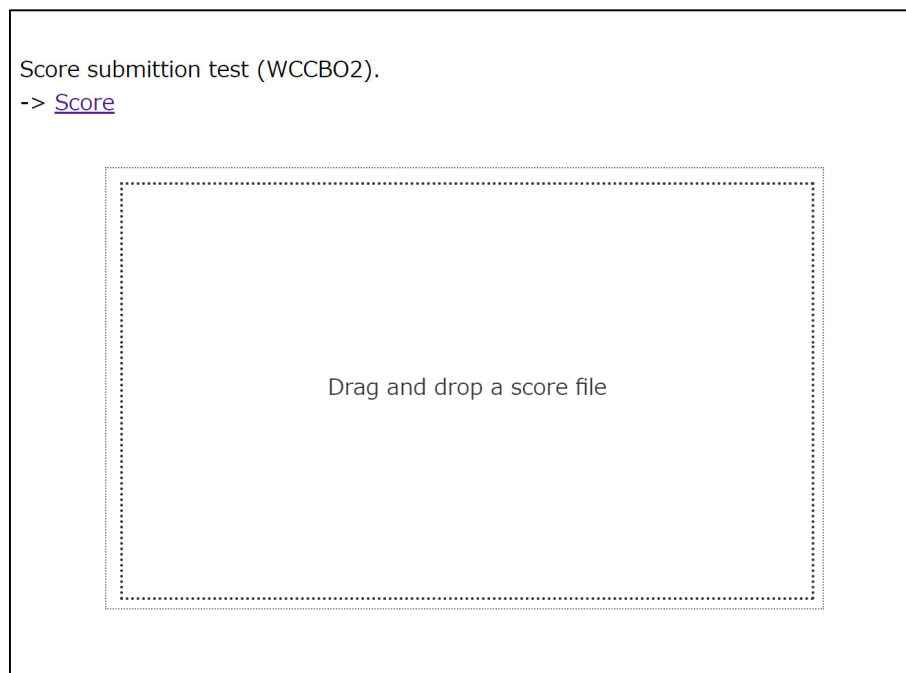 Score submittion test (WCCBO2).
-> Score
Drag and drop a score file